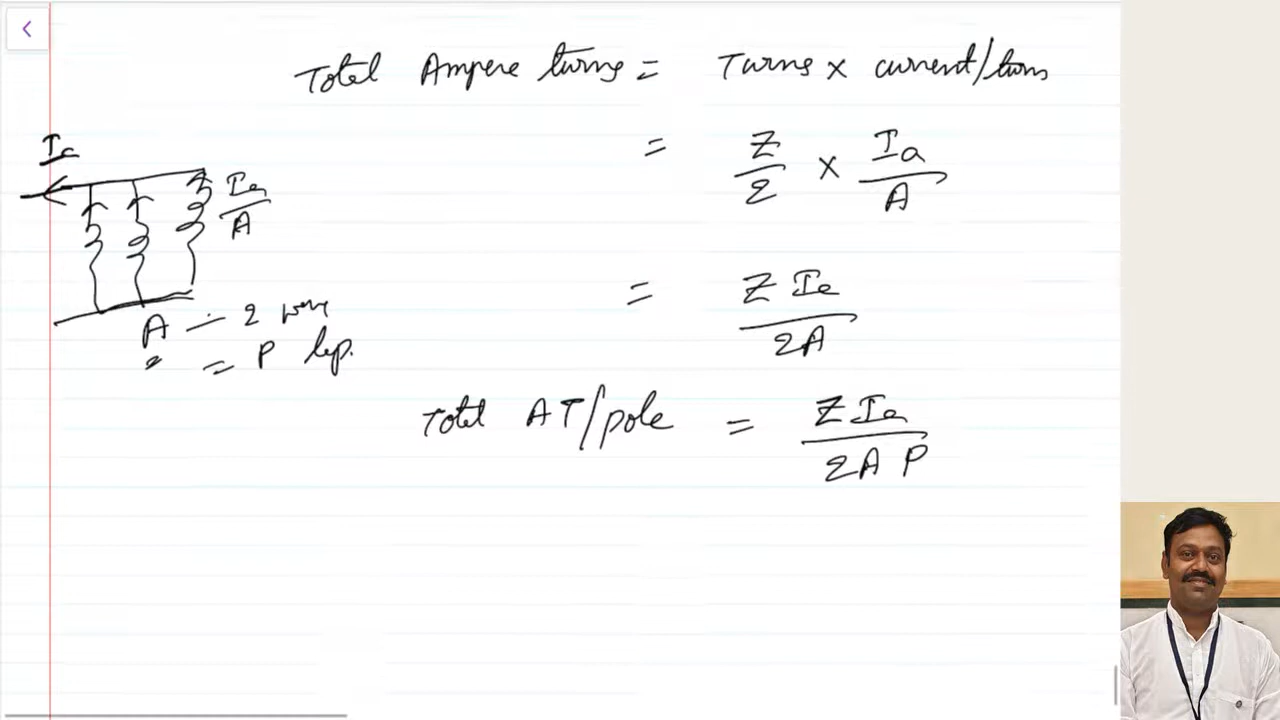 Total Ampere turns = Turns × current/turn
= Z/2 × Ia/A
= Z Ia/2A
Total AT/pole = Z Ia/2A P
Ia
Ia/A
A = 2 wave
= P lap.